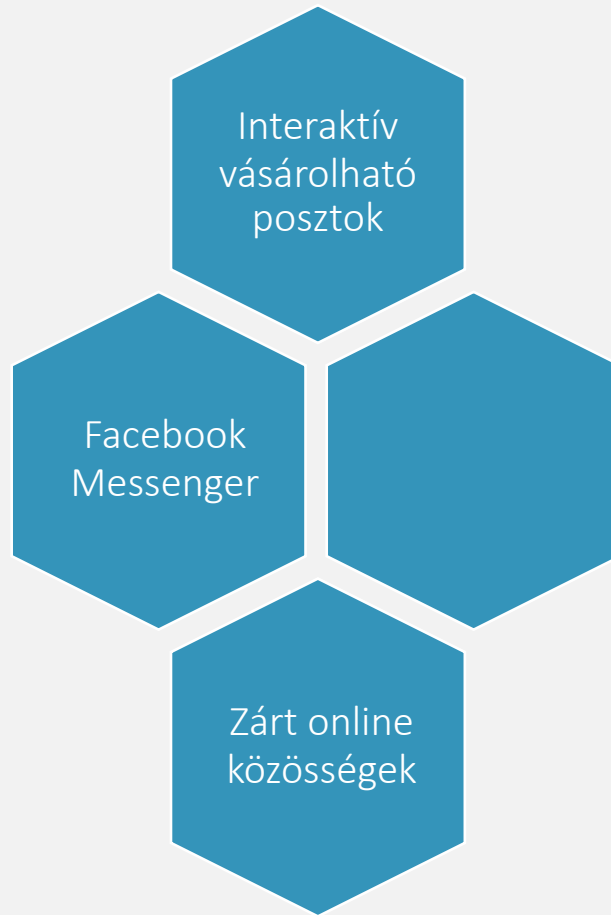 Interaktív
vásárolható
posztok
Facebook
Messenger
Zárt online
közösségek